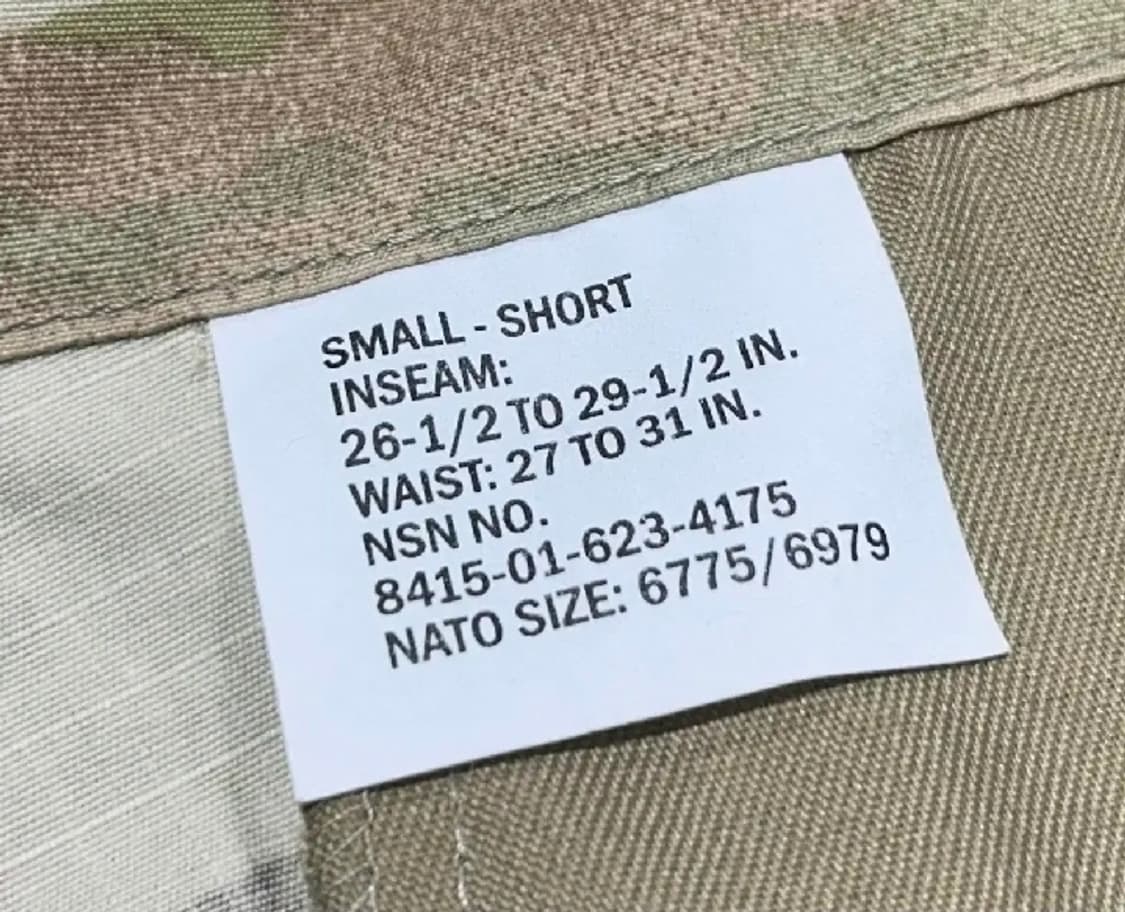 SMALL - SHORT
INSEAM:
26-1/2 TO 29-1/2 IN.
WAIST: 27 TO 31 IN.
NSN NO.
8415-01-623-4175
NATO SIZE: 6775/6979